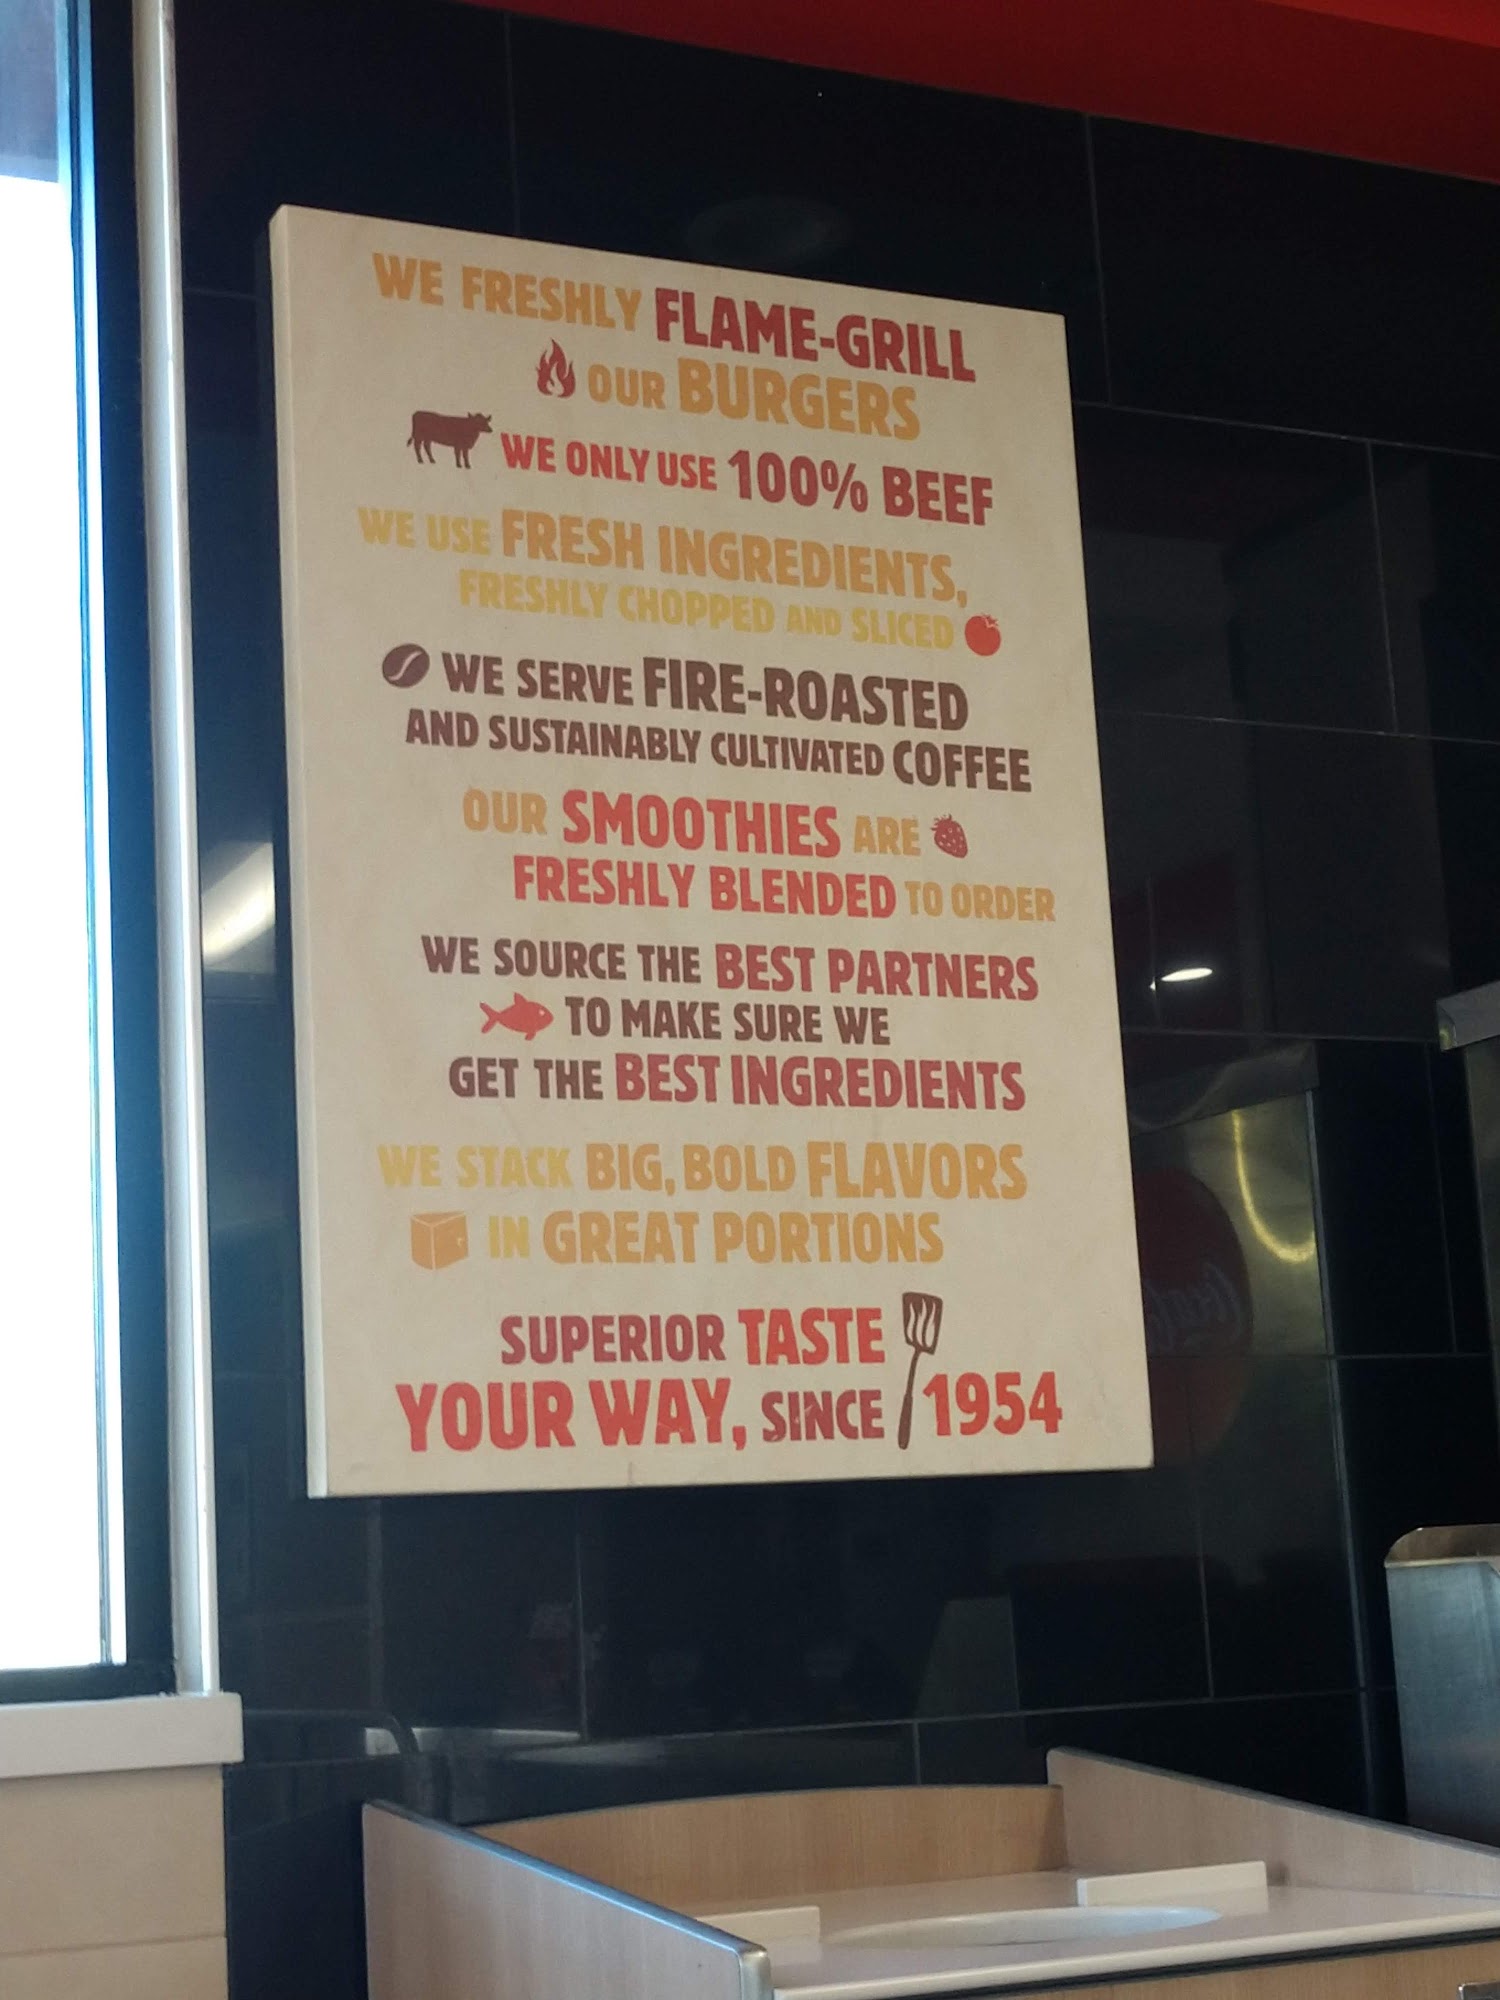 WE FRESHLY FLAME-GRILL
OUR BURGERS
WE ONLY USE 100% BEEF
WE USE FRESH INGREDIENTS,
FRESHLY CHOPPED AND SLICED
WE SERVE FIRE-ROASTED
AND SUSTAINABLY CULTIVATED COFFEE
OUR SMOOTHIES ARE
FRESHLY BLENDED TO ORDER
WE SOURCE THE BEST PARTNERS
TO MAKE SURE WE
GET THE BEST INGREDIENTS
WE STACK BIG, BOLD FLAVORS
IN GREAT PORTIONS
SUPERIOR TASTE
YOUR WAY, SINCE 1954